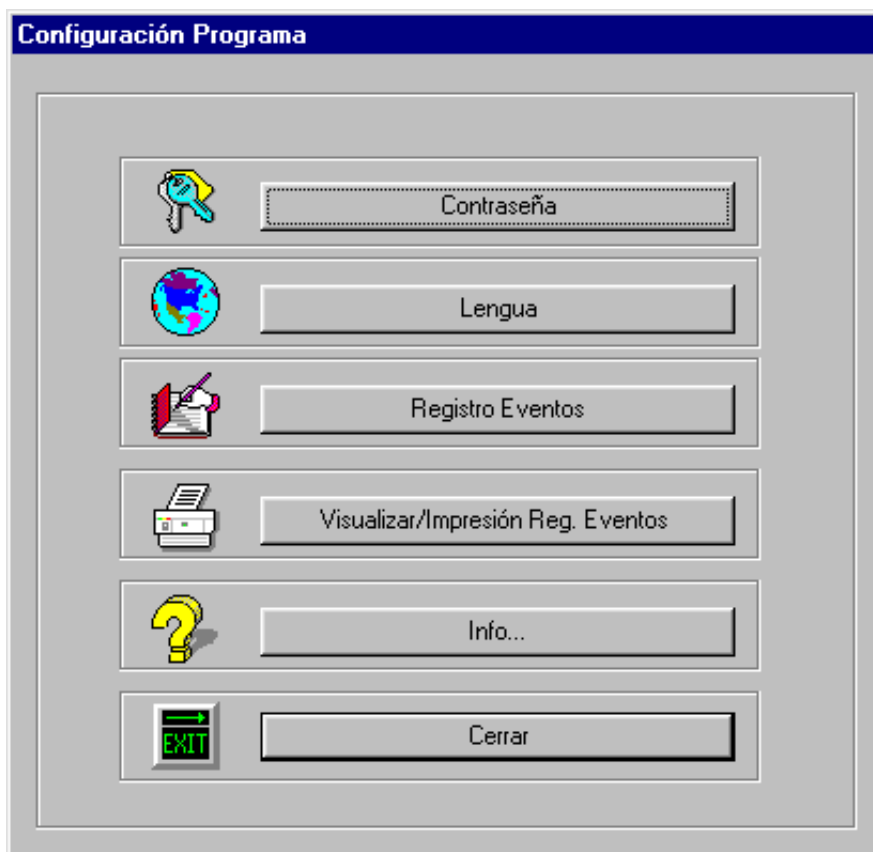 Configuración Programa
Contraseña
Lengua
Registro Eventos
Visualizar/Impresión Reg. Eventos
Info...
EXIT
Cerrar